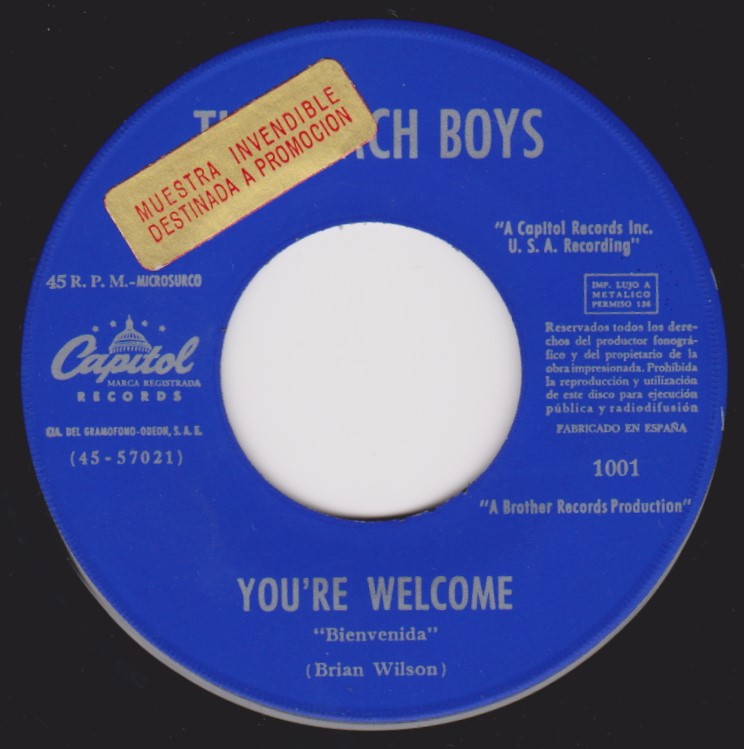 CH BOYS
MUESTRA INVENDIBLE
DESTINADA A PROMOCION
"A Capitol Records Inc.
U. S. A. Recording"
45 R. P. M.-MICROSURCO
IMP. LUJO A
METALICO
PERMISO 126
Capitol
MARCA REGISTRADA
RECORDS
Reservados todos los dere-
chos del productor fonográ-
fico y del propietario de la
obra impresionada. Prohibida
la reproducción y utilización
de este disco para ejecución
pública y radiodifusión
FABRICADO EN ESPAÑA
CIA. DEL GRAMOFONO-ODEON, S. A. E.
(45-57021)
1001
"A Brother Records Production"
YOU'RE WELCOME
"Bienvenida"
(Brian Wilson)